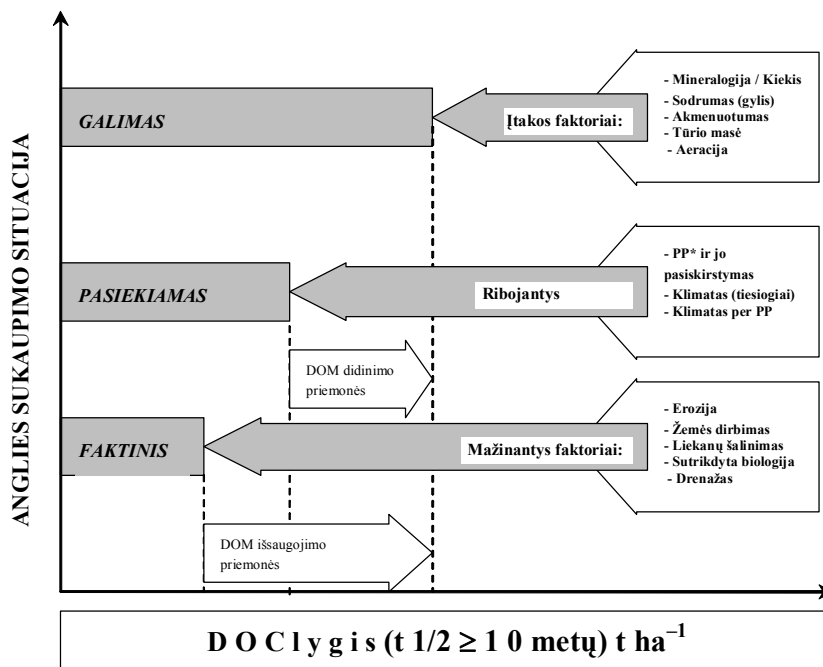 ANGLIES SUKAUPIMO SITUACIJA
GALIMAS
Įtakos faktoriai:
- Mineralogija / Kiekis
- Sodrumas (gylis)
- Akmenuotumas
- Tūrio masė
- Aeracija
PASIEKIAMAS
Ribojantys
- PP* ir jo
pasiskirstymas
- Klimatas (tiesiogiai)
- Klimatas per PP
DOM didinimo
priemonės
FAKTINIS
Mažinantys faktoriai:
- Erozija
- Žemės dirbimas
- Liekanų šalinimas
- Sutrikdyta biologija
- Drenažas
DOM išsaugojimo
priemonės
D O C l y g i s (t 1/2 ≥ 1 0 metų) t ha⁻¹